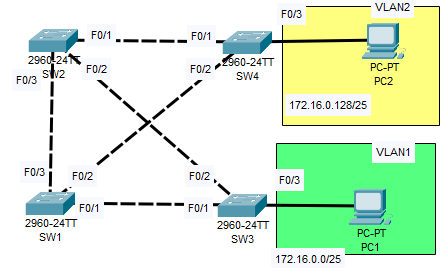 F0/3
VLAN2
F0/1
F0/1
2960-24TT
SW2
2960-24TT
SW4
PC-PT
PC2
F0/3
F0/2
F0/2
172.16.0.128/25
VLAN1
F0/3
F0/2
F0/2
F0/3
2960-24TT
SW1
F0/1
F0/1
2960-24TT
SW3
PC-PT
PC1
172.16.0.0/25